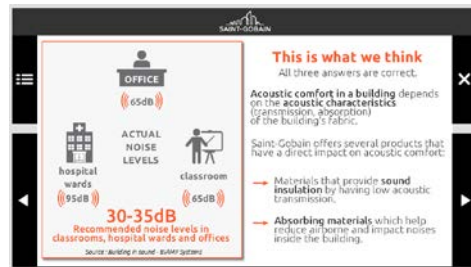 SAINT-GOBAIN
OFFICE
65dB
ACTUAL
NOISE
LEVELS
hospital
wards
95dB
classroom
65dB
30-35dB
Recommended noise levels in
classrooms, hospital wards and offices
Source : Building in sound -
Systems
This is what we think
All three answers are correct.
Acoustic comfort in a building depends
on the acoustic characteristics
(transmission, absorption)
of the building's fabric.
Saint-Gobain offers several products that
have a direct impact on acoustic comfort:
Materials that provide sound
insulation by having low acoustic
transmission.
Absorbing materials which help
reduce airborne and impact noises
inside the building.